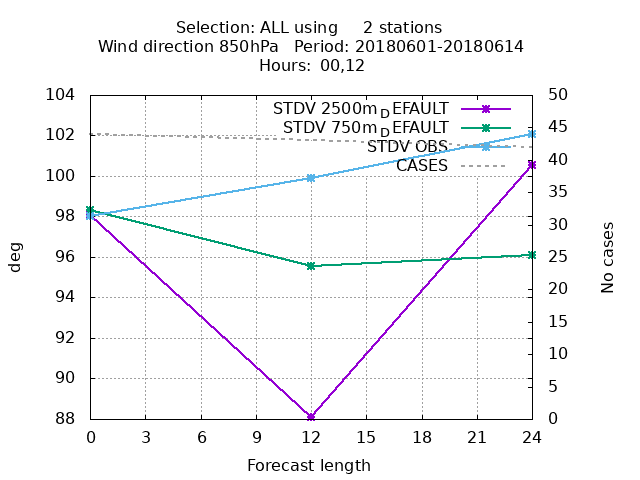 Selection: ALL using 2 stations
Wind direction 850hPa Period: 20180601-20180614
Hours: 00,12
STDV 2500m_DEFAULT
STDV 750m_DEFAULT
STDV OBS
CASES
104
102
100
98
96
94
92
90
88
deg
50
45
40
35
30
25
20
15
10
5
0
No cases
0 3 6 9 12 15 18 21 24
Forecast length